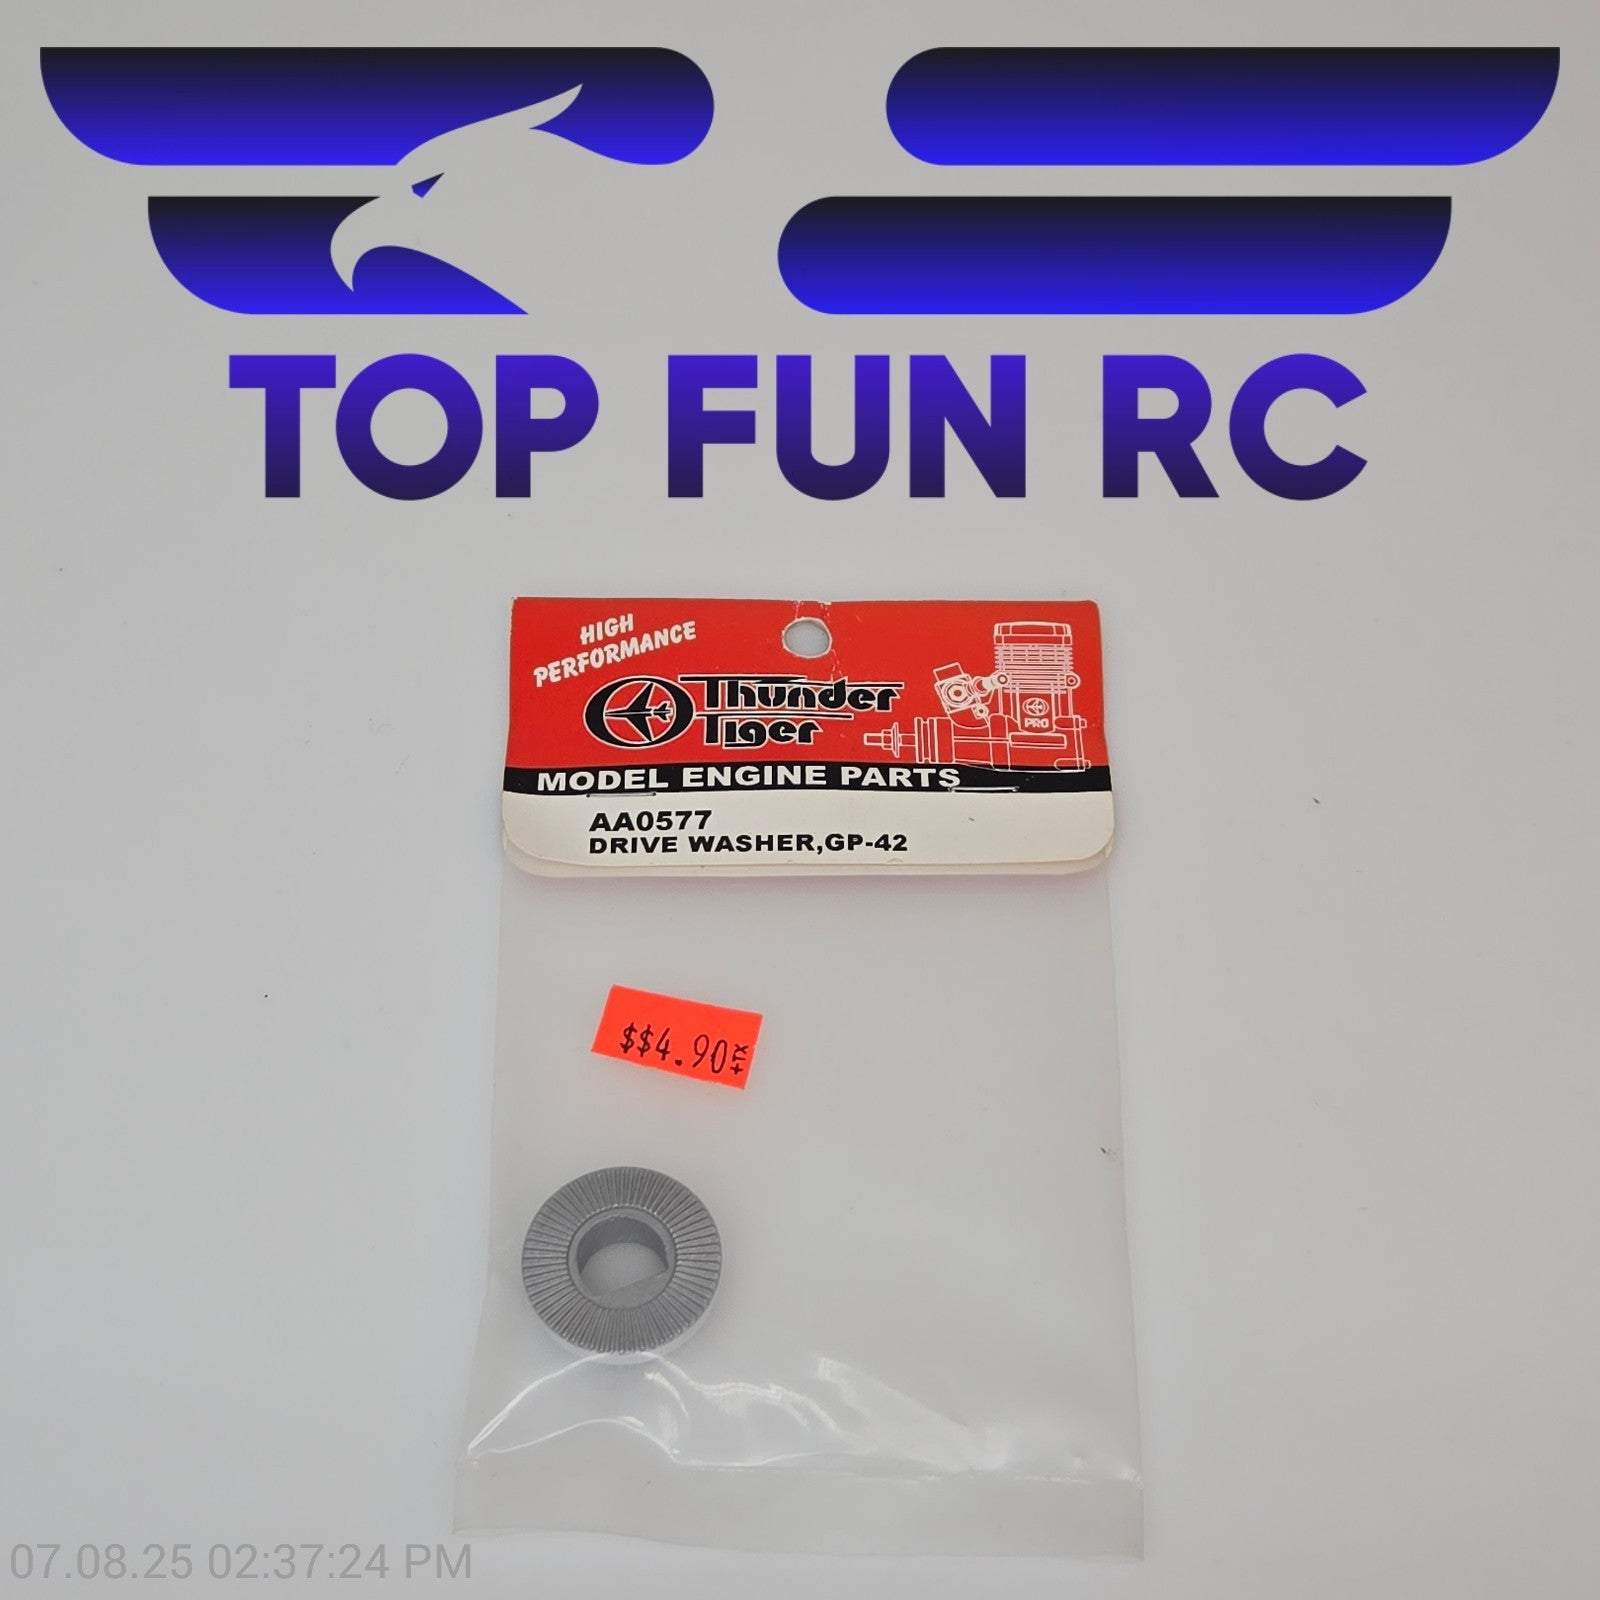 TOP FUN RC
HIGH
PERFORMANCE
Thunder
Tiger
PRO
MODEL ENGINE PARTS
AA0577
DRIVE WASHER,GP-42
$$4.90+TX
07.08.25 02:37:24 PM